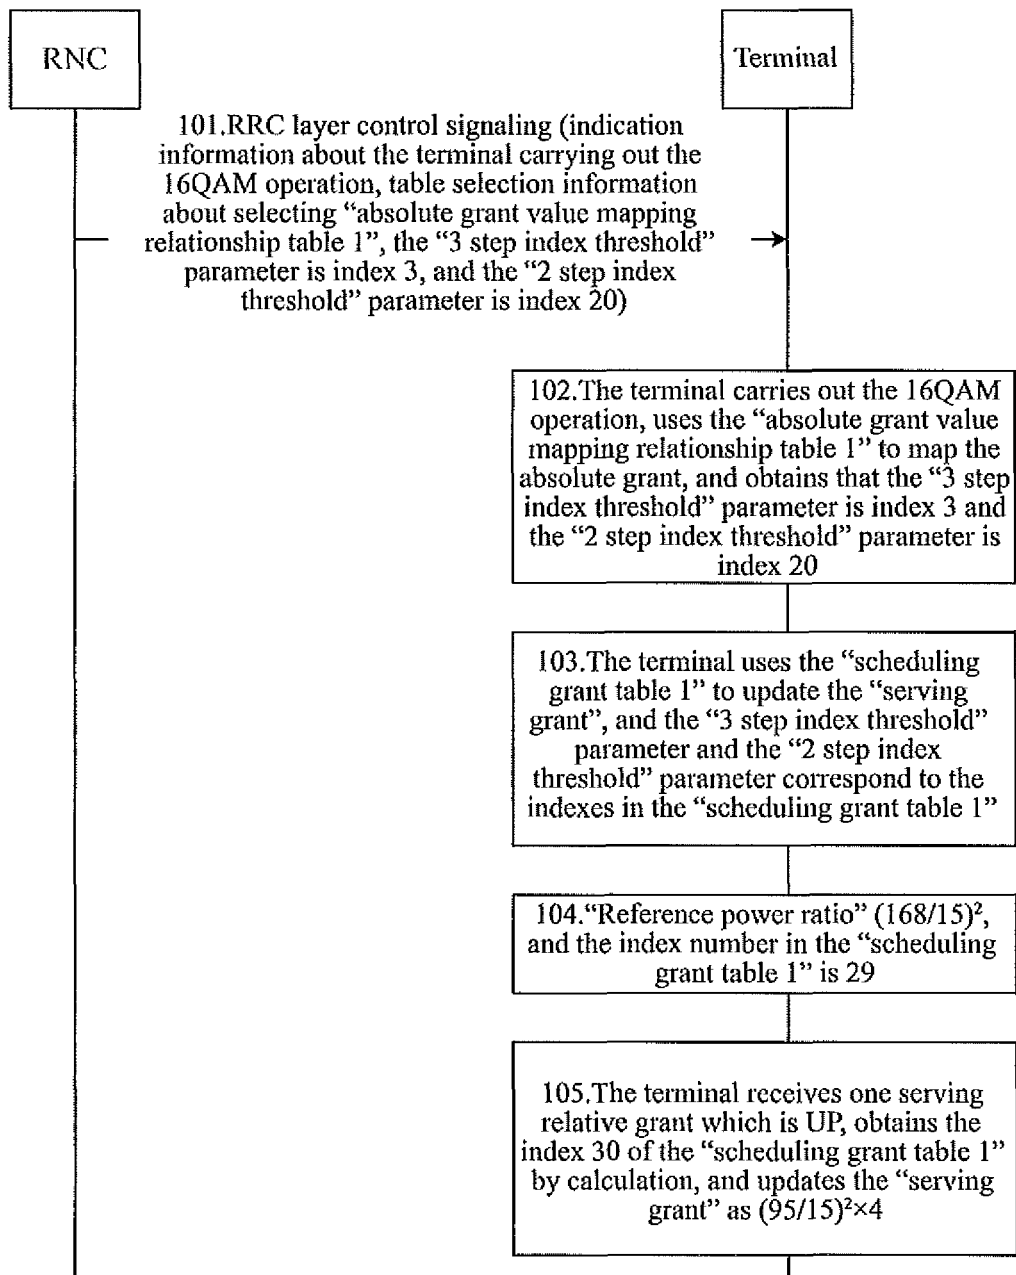 RNC
Terminal
101.RRC layer control signaling (indication
information about the terminal carrying out the
16QAM operation, table selection information
about selecting “absolute grant value mapping
relationship table 1”, the “3 step index threshold”
parameter is index 3, and the “2 step index
threshold” parameter is index 20)
102.The terminal carries out the 16QAM
operation, uses the “absolute grant value
mapping relationship table 1” to map the
absolute grant, and obtains that the “3 step
index threshold” parameter is index 3 and
the “2 step index threshold” parameter is
index 20
103.The terminal uses the “scheduling
grant table 1” to update the “serving
grant”, and the “3 step index threshold”
parameter and the “2 step index
threshold” parameter correspond to the
indexes in the “scheduling grant table 1”
104.“Reference power ratio” (168/15)²,
and the index number in the “scheduling
grant table 1” is 29
105.The terminal receives one serving
relative grant which is UP, obtains the
index 30 of the “scheduling grant table 1”
by calculation, and updates the “serving
grant” as (95/15)²×4